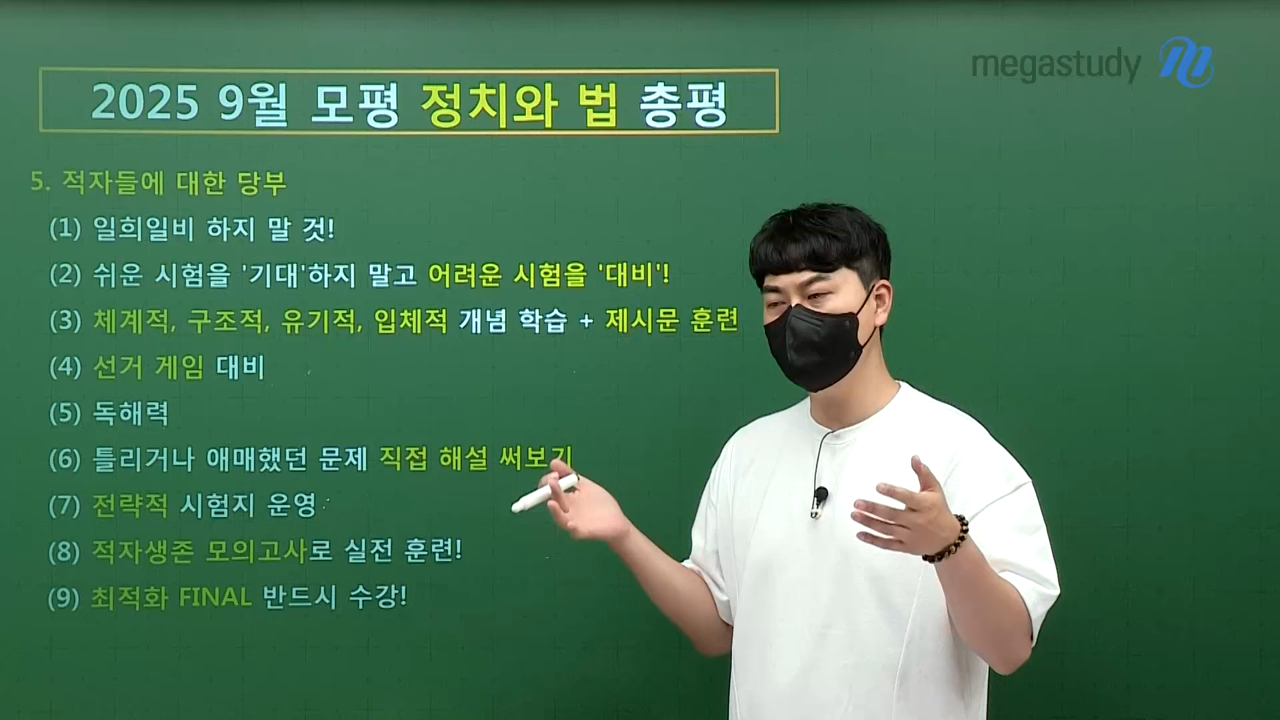 megastudy
2025 9월 모평 정치와 법 총평
5. 적자들에 대한 당부
(1) 일희일비 하지 말 것!
(2) 쉬운 시험을 '기대'하지 말고 어려운 시험을 '대비'!
(3) 체계적, 구조적, 유기적, 입체적 개념 학습 + 제시문 훈련
(4) 선거 게임 대비
(5) 독해력
(6) 틀리거나 애매했던 문제 직접 해설 써보기
(7) 전략적 시험지 운영
(8) 적자생존 모의고사로 실전 훈련!
(9) 최적화 FINAL 반드시 수강!